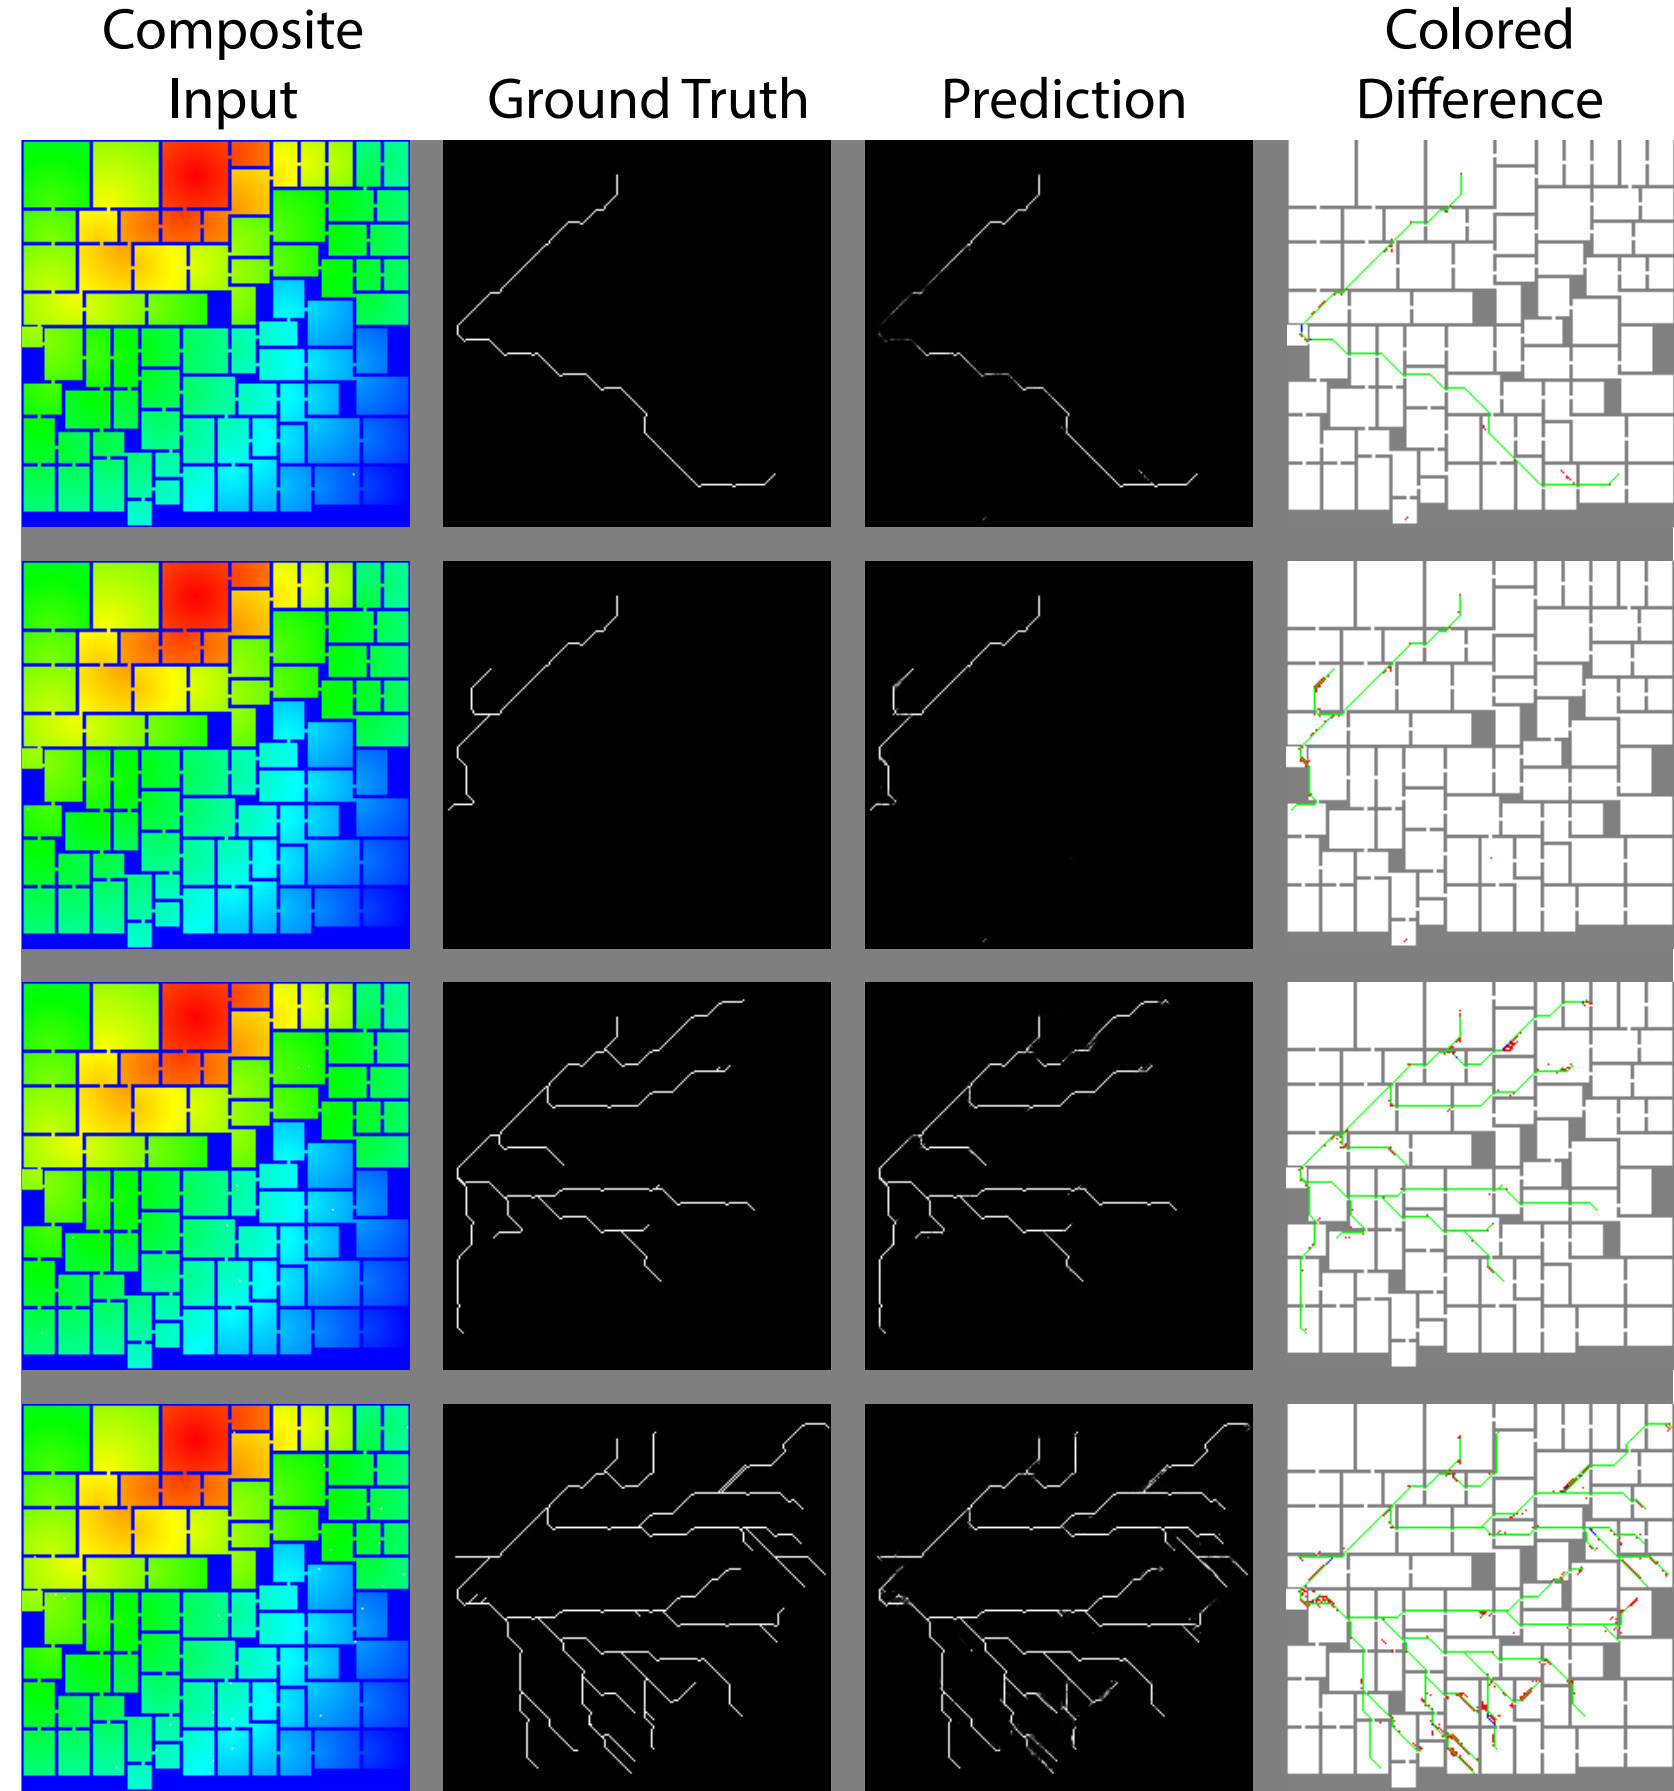 Composite
Input
Ground Truth
Prediction
Colored
Difference